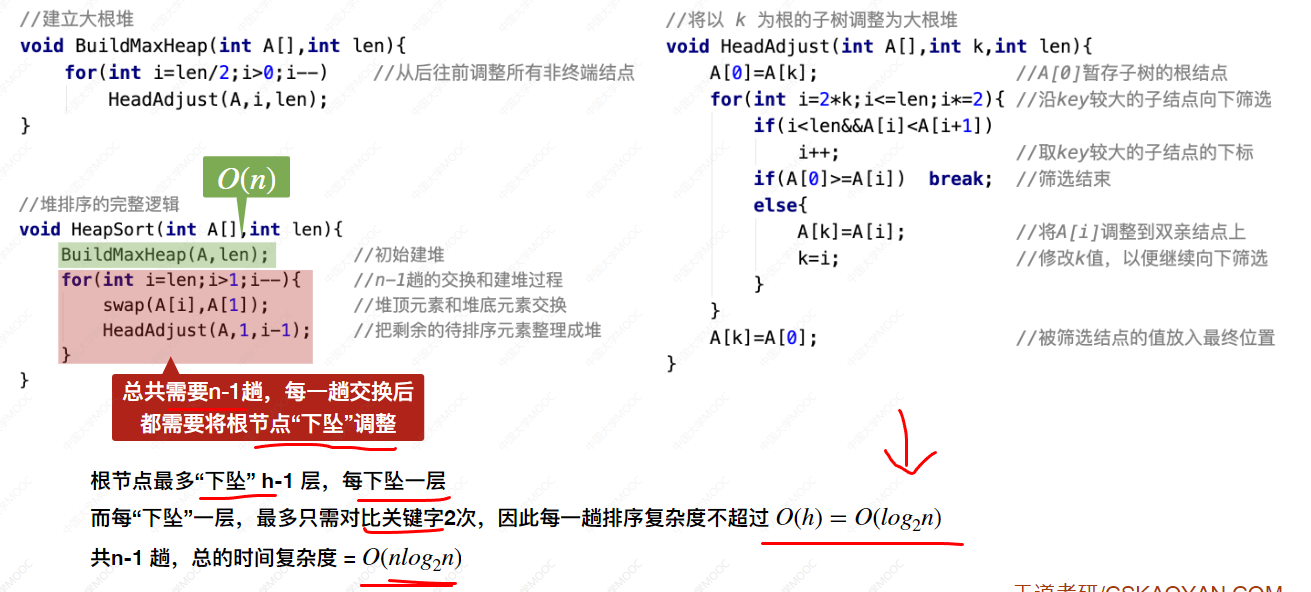 //建立大根堆
void BuildMaxHeap(int A[],int len){
for(int i=len/2;i>0;i--) //从后往前调整所有非终端结点
HeadAdjust(A,i,len);
}
O(n)
//堆排序的完整逻辑
void HeapSort(int A[],int len){
BuildMaxHeap(A,len); //初始建堆
for(int i=len;i>1;i--){ //n-1趟的交换和建堆过程
swap(A[i],A[1]); //堆顶元素和堆底元素交换
HeadAdjust(A,1,i-1); //把剩余的待排序元素整理成堆
}
}
总共需要n-1趟，每一趟交换后
都需要将根节点“下坠”调整
//将以 k 为根的子树调整为大根堆
void HeadAdjust(int A[],int k,int len){
A[0]=A[k]; //A[0]暂存子树的根结点
for(int i=2*k;i<=len;i*=2){ //沿key较大的子结点向下筛选
if(i<len&&A[i]<A[i+1])
i++; //取key较大的子结点的下标
if(A[0]>=A[i]) break; //筛选结束
else{
A[k]=A[i]; //将A[i]调整到双亲结点上
k=i; //修改k值，以便继续向下筛选
}
}
A[k]=A[0]; //被筛选结点的值放入最终位置
}
根节点最多“下坠” h-1 层，每下坠一层
而每“下坠”一层，最多只需对比关键字2次，因此每一趟排序复杂度不超过 O(h) = O(log₂n)
共n-1 趟，总的时间复杂度 = O(nlog₂n)
王道考研/CSKAOYAN.COM